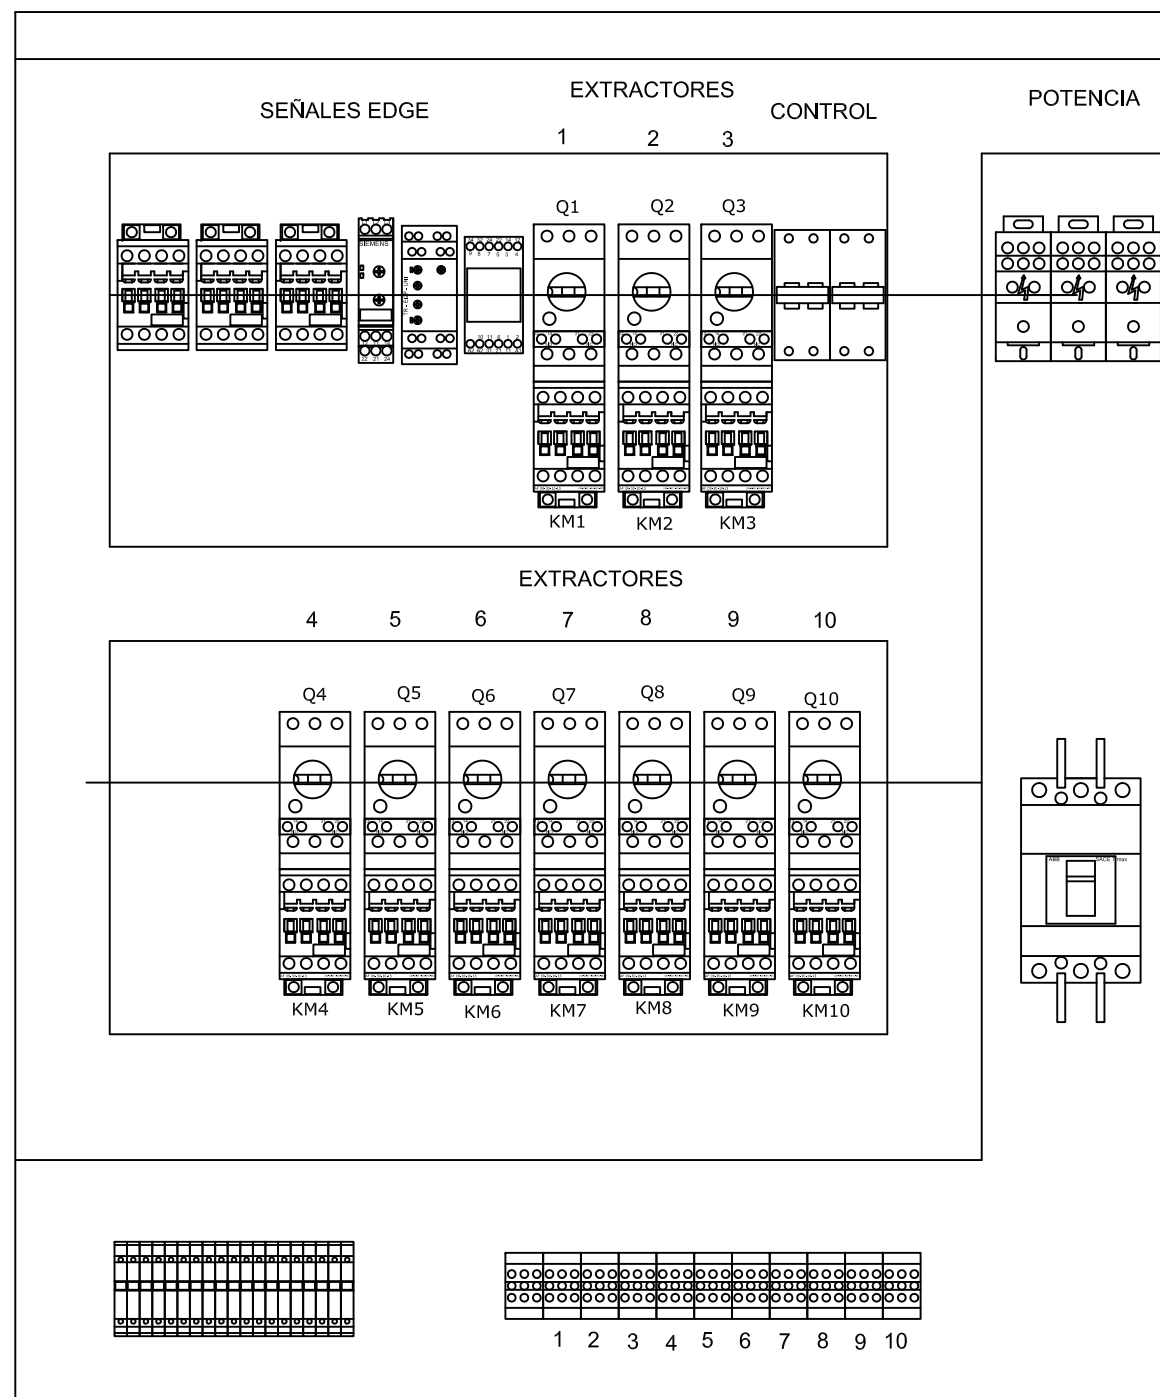 EXTRACTORES
SEÑALES EDGE
CONTROL
POTENCIA
1 2 3
Q1 Q2 Q3
SIEMENS
KM1 KM2 KM3
EXTRACTORES
4 5 6 7 8 9 10
Q4 Q5 Q6 Q7 Q8 Q9 Q10
ABB SACE Tmax
KM4 KM5 KM6 KM7 KM8 KM9 KM10
1 2 3 4 5 6 7 8 9 10